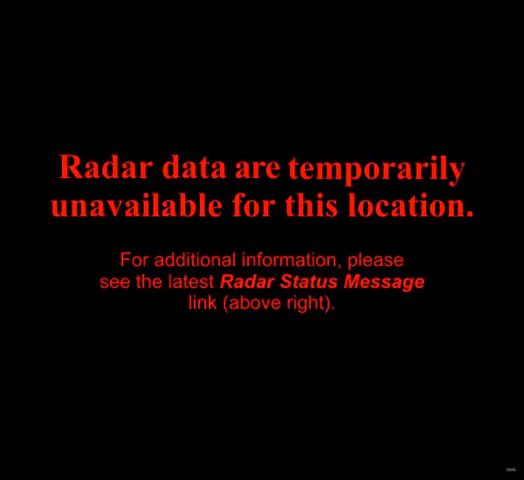 Radar data are temporarily
unavailable for this location.
For additional information, please
see the latest Radar Status Message
link (above right).